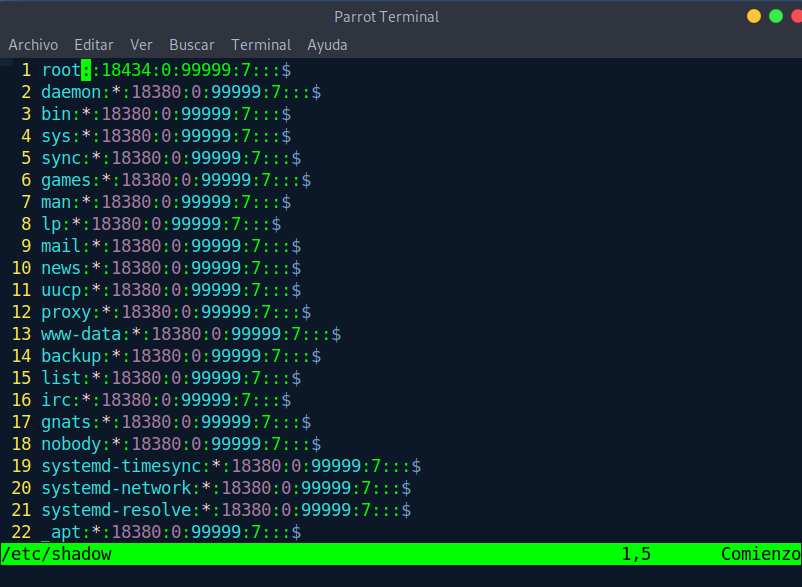 Parrot Terminal
Archivo Editar Ver Buscar Terminal Ayuda
1 root::18434:0:99999:7:::$
2 daemon:*:18380:0:99999:7:::$
3 bin:*:18380:0:99999:7:::$
4 sys:*:18380:0:99999:7:::$
5 sync:*:18380:0:99999:7:::$
6 games:*:18380:0:99999:7:::$
7 man:*:18380:0:99999:7:::$
8 lp:*:18380:0:99999:7:::$
9 mail:*:18380:0:99999:7:::$
10 news:*:18380:0:99999:7:::$
11 uucp:*:18380:0:99999:7:::$
12 proxy:*:18380:0:99999:7:::$
13 www-data:*:18380:0:99999:7:::$
14 backup:*:18380:0:99999:7:::$
15 list:*:18380:0:99999:7:::$
16 irc:*:18380:0:99999:7:::$
17 gnats:*:18380:0:99999:7:::$
18 nobody:*:18380:0:99999:7:::$
19 systemd-timesync:*:18380:0:99999:7:::$
20 systemd-network:*:18380:0:99999:7:::$
21 systemd-resolve:*:18380:0:99999:7:::$
22 _apt:*:18380:0:99999:7:::$
/etc/shadow 1,5 Comienzo